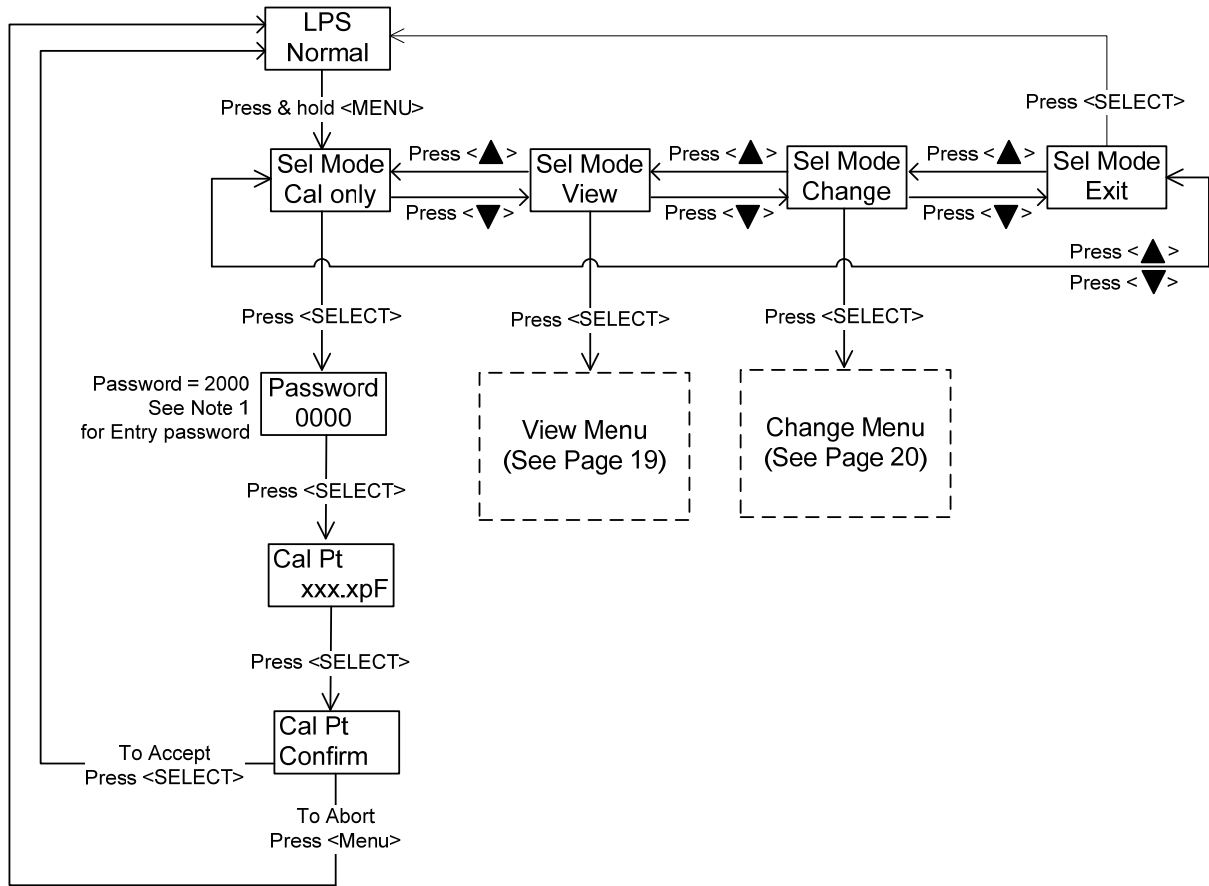 LPS
Normal
Press & hold <MENU>
Press <SELECT>
Sel Mode
Cal only
Press <▲>
Press <▼>
Sel Mode
View
Press <▲>
Press <▼>
Sel Mode
Change
Press <▲>
Press <▼>
Sel Mode
Exit
Press <▲>
Press <▼>
Press <SELECT>
Press <SELECT>
Press <SELECT>
Password = 2000
See Note 1
for Entry password
Password
0000
View Menu
(See Page 19)
Change Menu
(See Page 20)
Press <SELECT>
Cal Pt
xxx.xpF
Press <SELECT>
Cal Pt
Confirm
To Accept
Press <SELECT>
To Abort
Press <Menu>